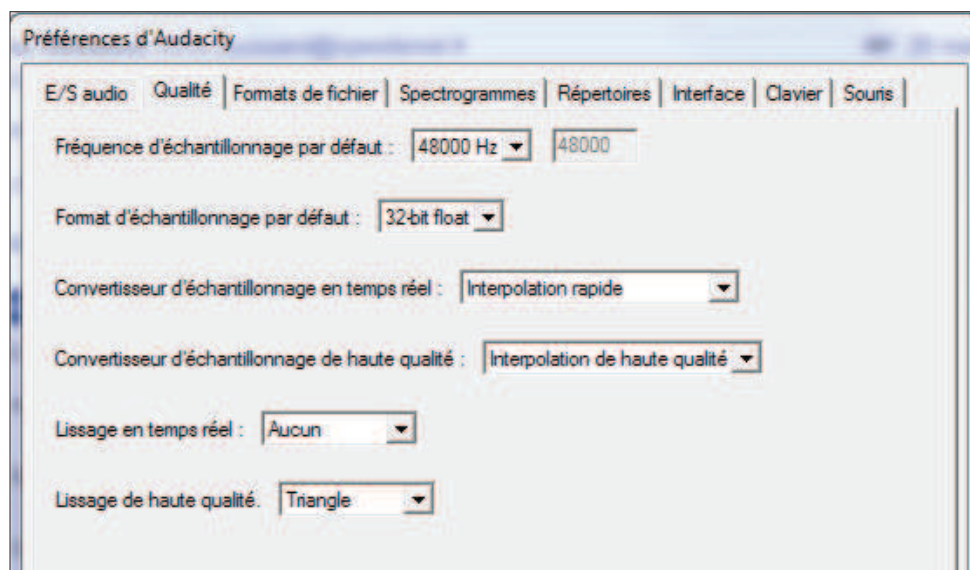 Préférences d'Audacity
E/S audio Qualité Formats de fichier Spectrogrammes Répertoires Interface Clavier Souris
Fréquence d'échantillonnage par défaut : 48000 Hz 48000
Format d'échantillonnage par défaut : 32-bit float
Convertisseur d'échantillonnage en temps réel : Interpolation rapide
Convertisseur d'échantillonnage de haute qualité : Interpolation de haute qualité
Lissage en temps réel : Aucun
Lissage de haute qualité. Triangle